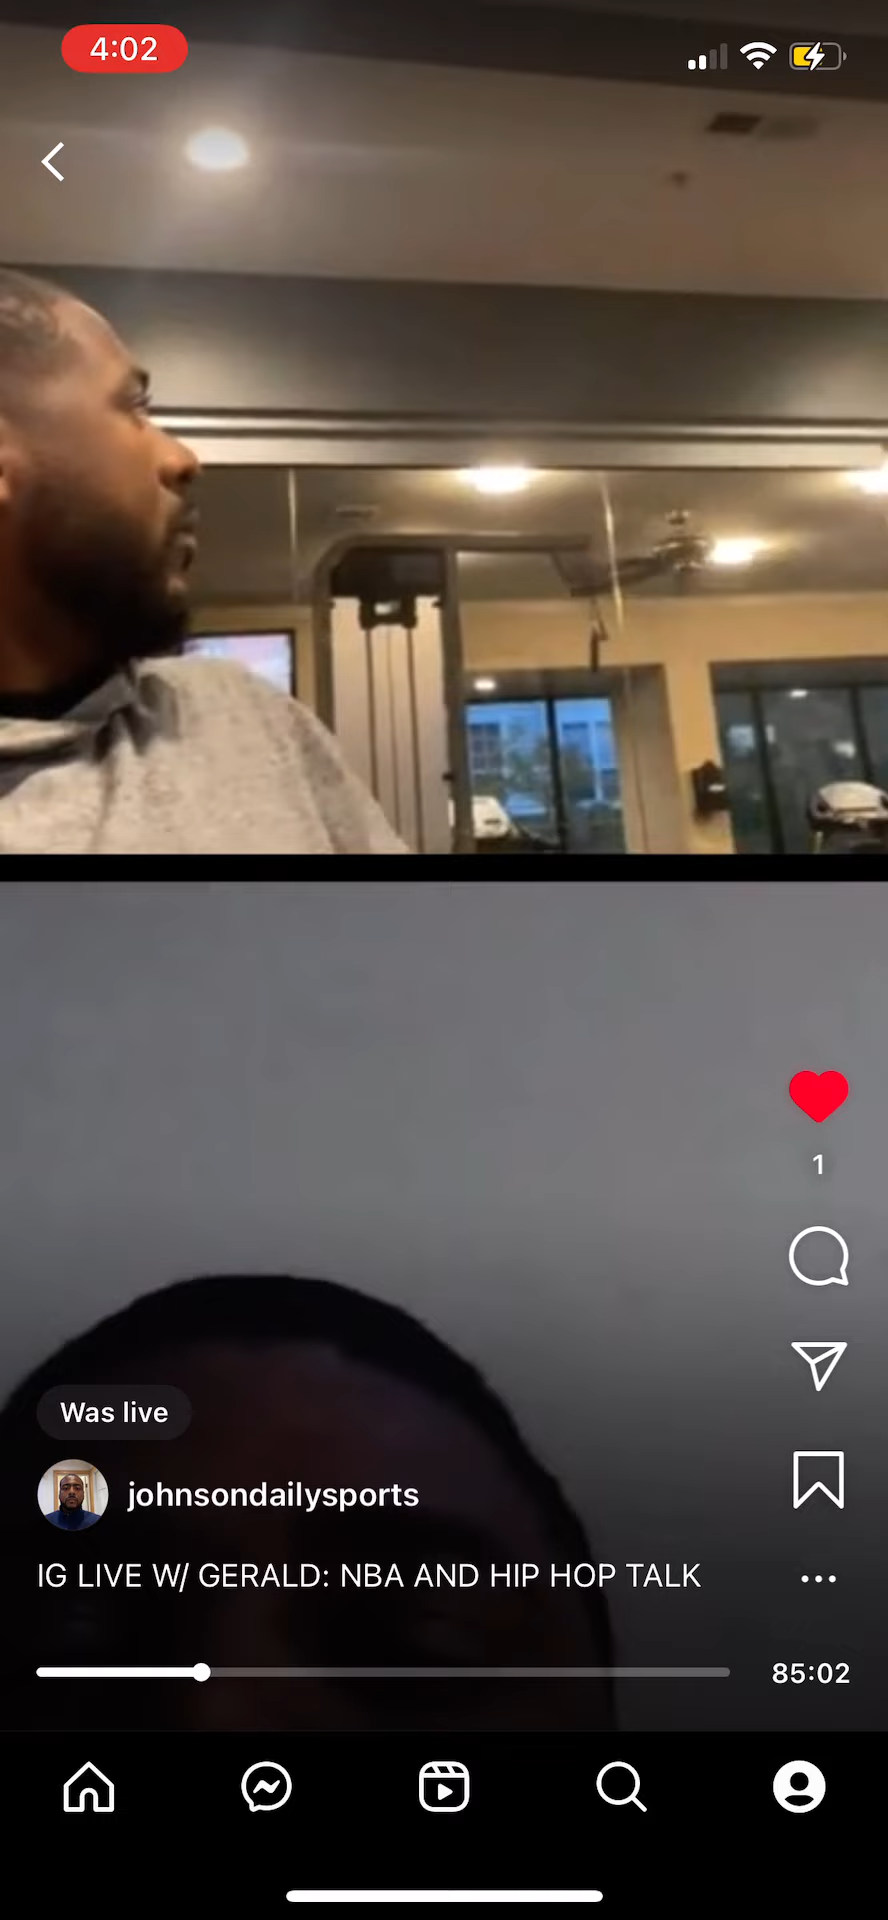 4:02
1
Was live
johnsondailysports
IG LIVE W/ GERALD: NBA AND HIP HOP TALK
85:02